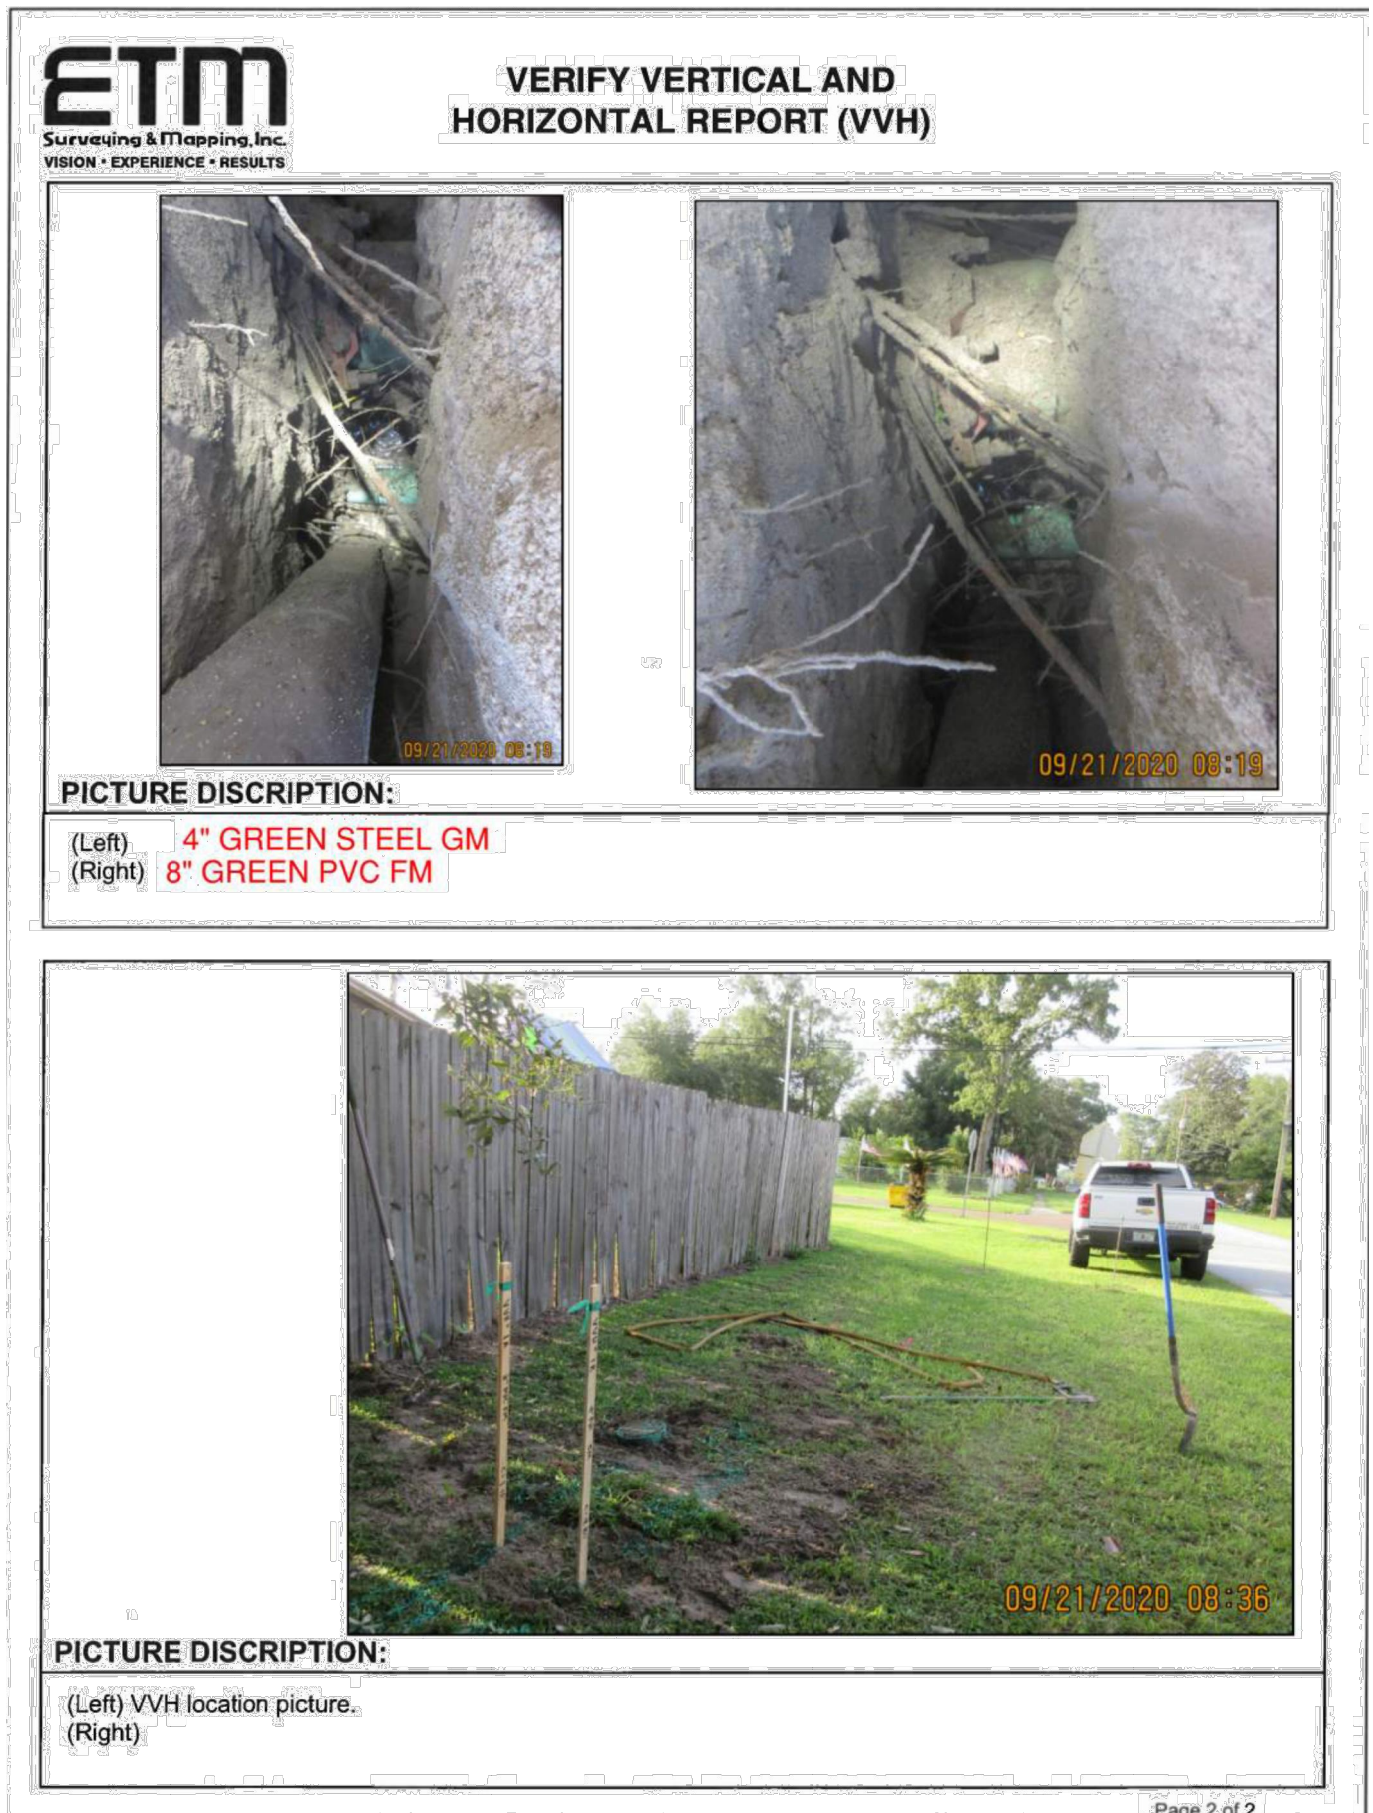 ETM
Surveying & Mapping, Inc.
VISION • EXPERIENCE • RESULTS
VERIFY VERTICAL AND
HORIZONTAL REPORT (VVH)
09/21/2020 08:19
09/21/2020 08:19
PICTURE DISCRIPTION:
(Left) 4" GREEN STEEL GM
(Right) 8" GREEN PVC FM
09/21/2020 08:36
PICTURE DISCRIPTION:
(Left) VVH location picture.
(Right)
Page 2 of 2